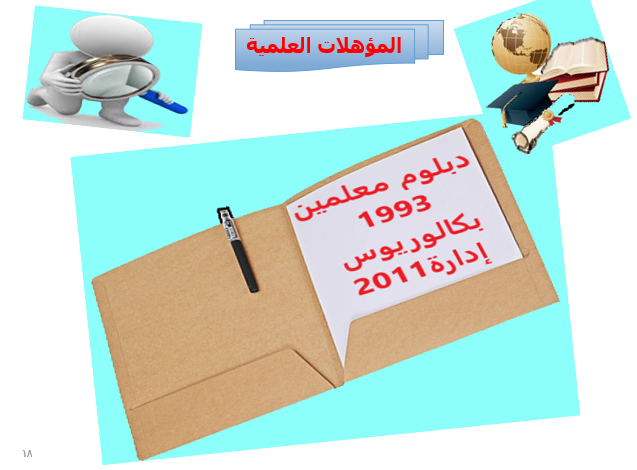 المؤهلات العلمية
دبلوم معلمين
1993
بكالوريوس
إدارة2011
١٨